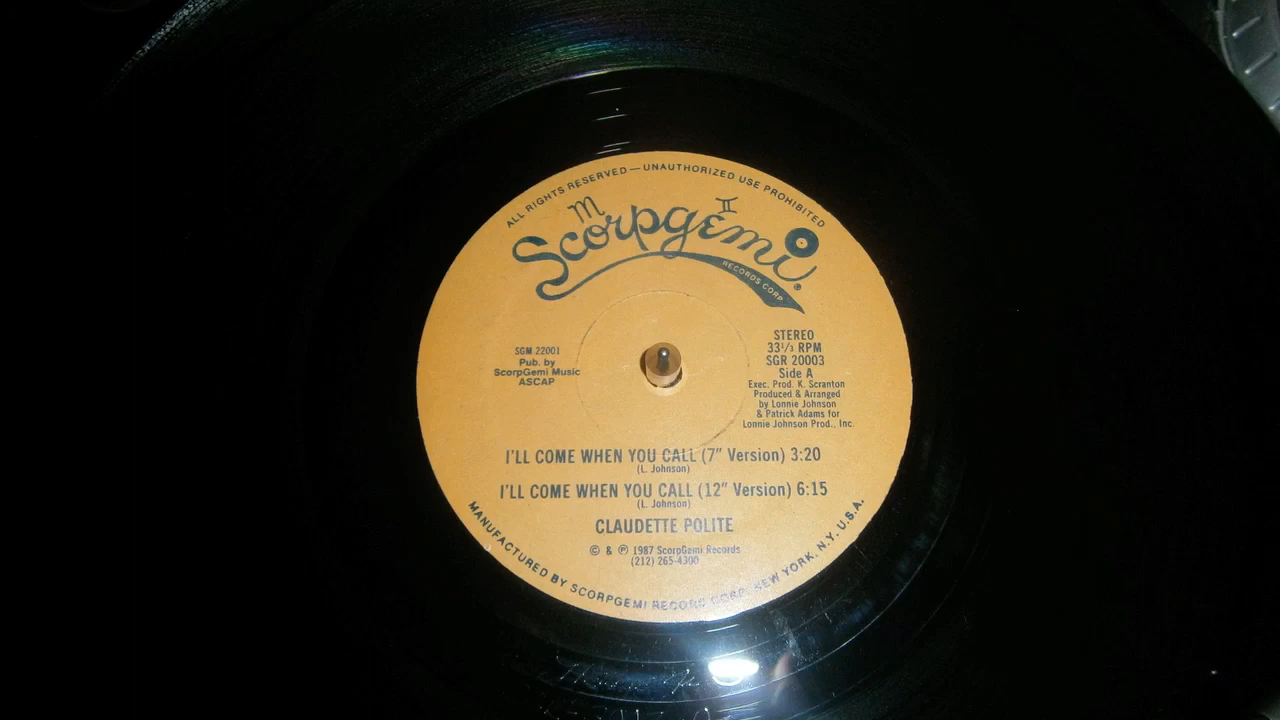 ALL RIGHTS RESERVED—UNAUTHORIZED USE PROHIBITED
Scorpgemi
RECORDS CORP.
SGM 22001
Pub. by
ScorpGemi Music
ASCAP
STEREO
33⅓ RPM
SGR 20003
Side A
Exec. Prod. K. Scranton
Produced & Arranged
by Lonnie Johnson
& Patrick Adams for
Lonnie Johnson Prod., Inc.
I'LL COME WHEN YOU CALL (7" Version) 3:20
(L. Johnson)
I'LL COME WHEN YOU CALL (12" Version) 6:15
(L. Johnson)
CLAUDETTE POLITE
© & ℗ 1987 ScorpGemi Records
(212) 265-4300
MANUFACTURED BY SCORPGEMI RECORD CORP. NEW YORK, N.Y. U.S.A.